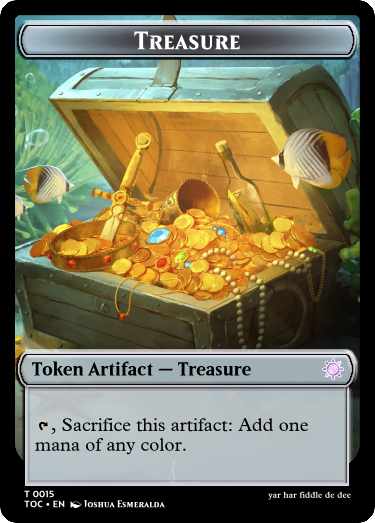 Treasure
Token Artifact — Treasure
, Sacrifice this artifact: Add one
mana of any color.
T 0015
TOC • EN Joshua Esmeralda
yar har fiddle de dee